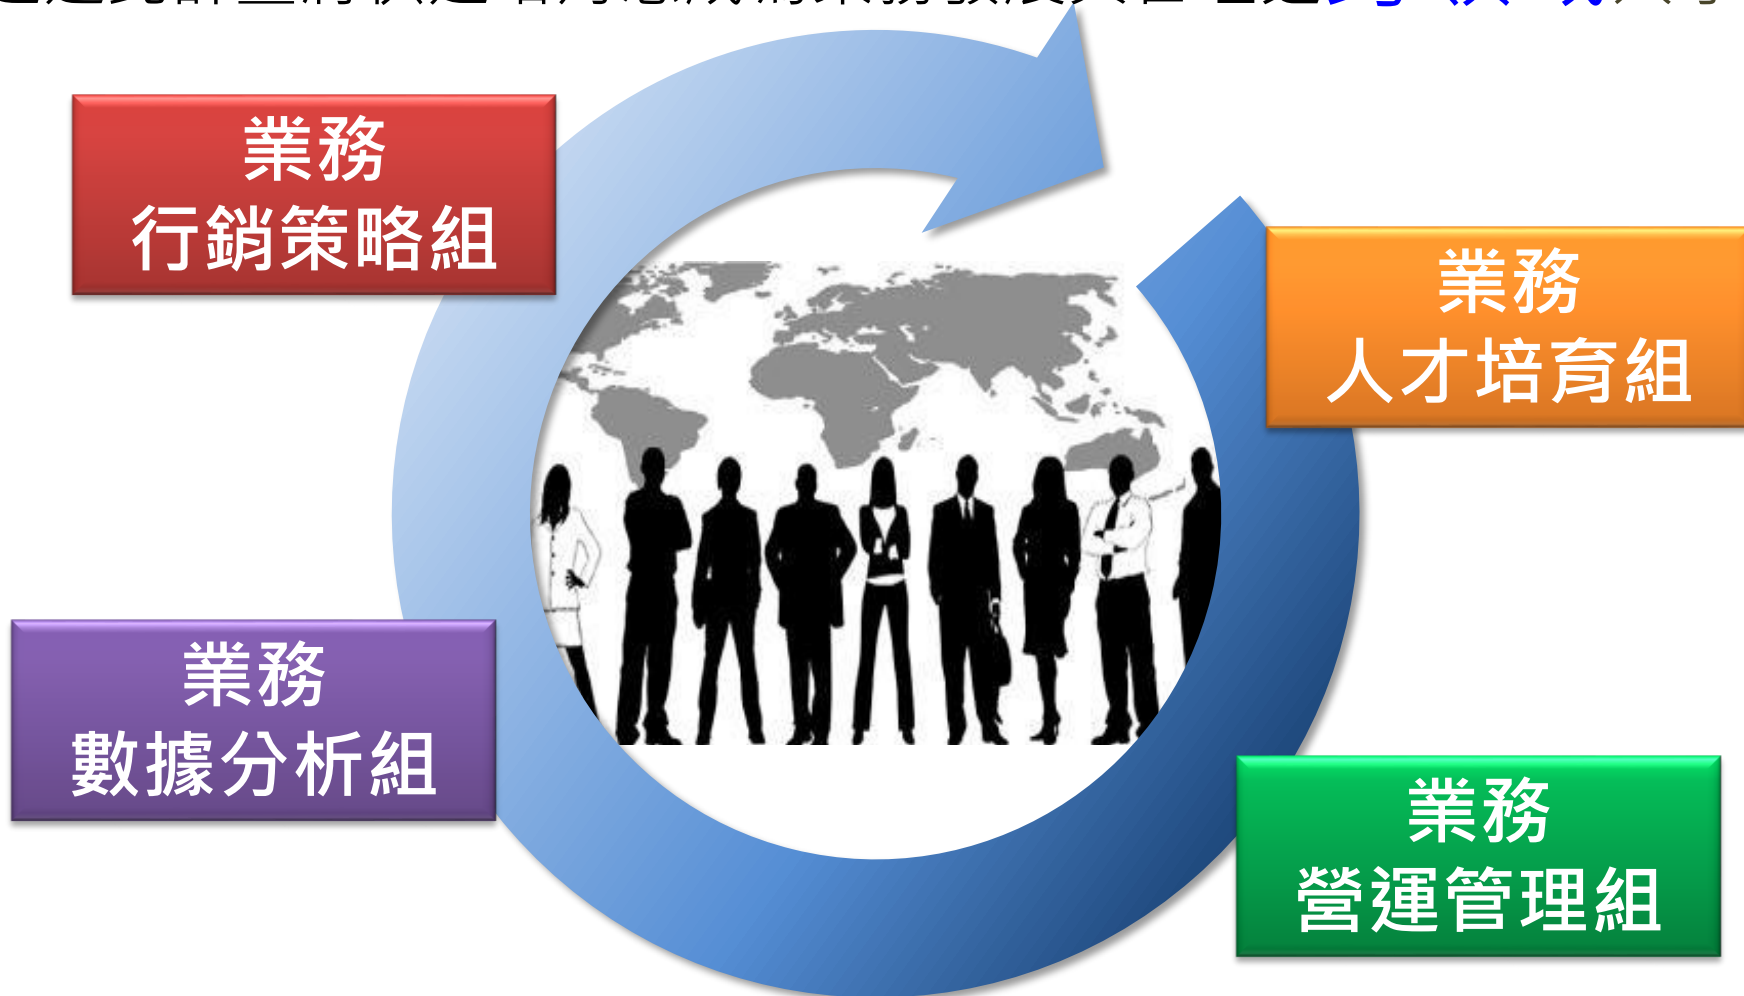 業務
行銷策略組
業務
人才培育組
業務
數據分析組
業務
營運管理組